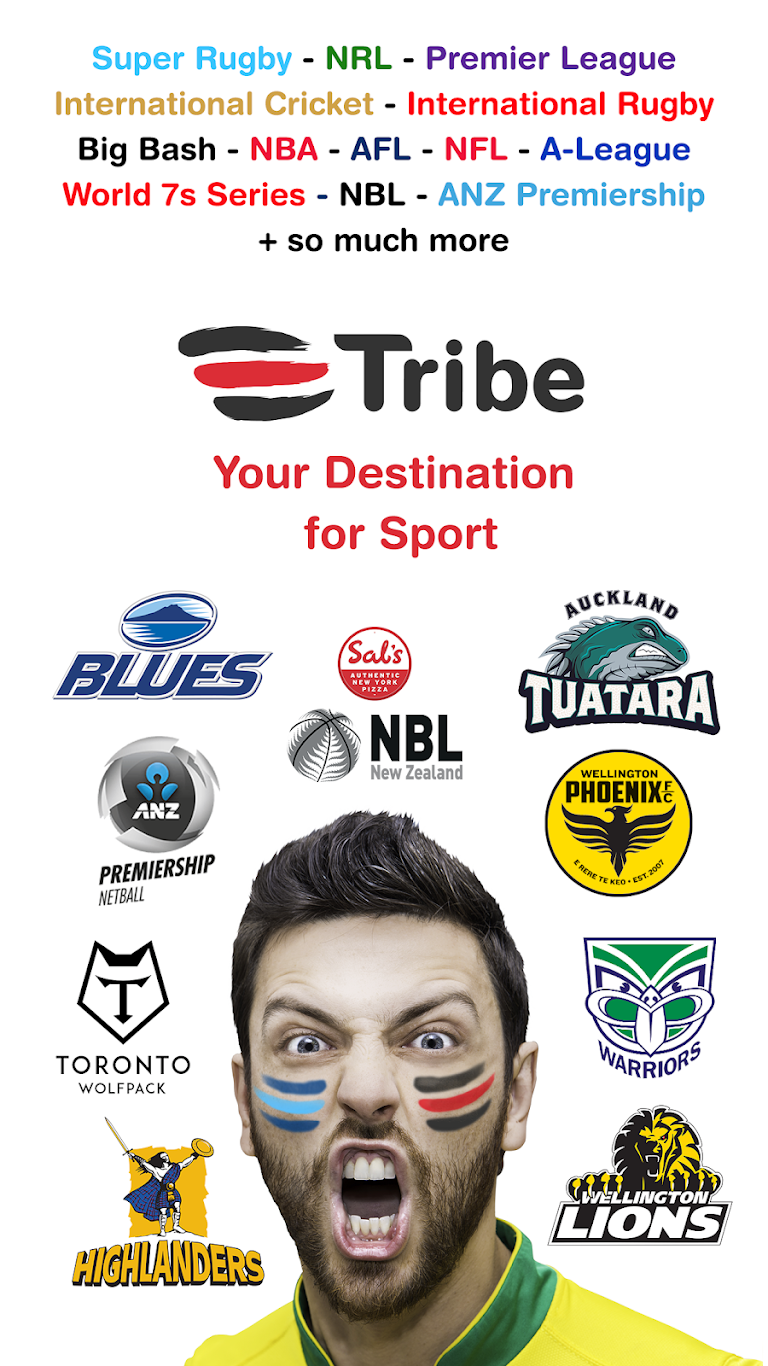 Super Rugby - NRL - Premier League
International Cricket - International Rugby
Big Bash - NBA - AFL - NFL - A-League
World 7s Series - NBL - ANZ Premiership
+ so much more
Tribe
Your Destination
for Sport
BLUES
Sal's
AUTHENTIC
NEW YORK
PIZZA
NBL
New Zealand
AUCKLAND
TUATARA
ANZ
PREMIERSHIP
NETBALL
WELLINGTON
PHOENIX FC
E RERE TE KEO • EST. 2007
T
TORONTO
WOLFPACK
WARRIORS
HIGHLANDERS
WELLINGTON
LIONS